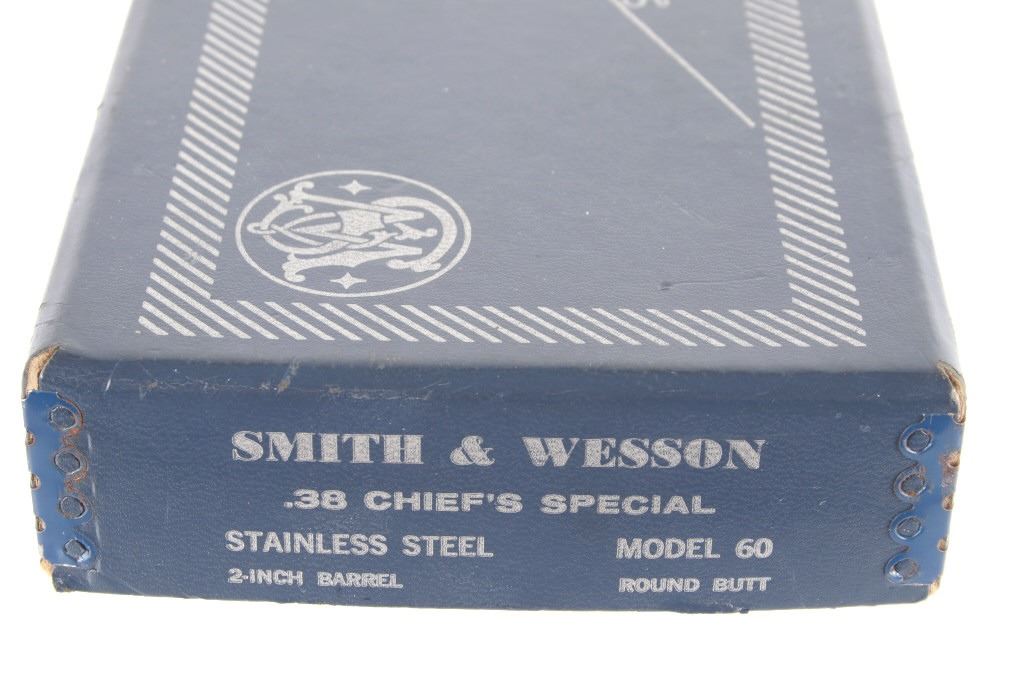 SMITH & WESSON
.38 CHIEF'S SPECIAL
STAINLESS STEEL MODEL 60
2-INCH BARREL ROUND BUTT